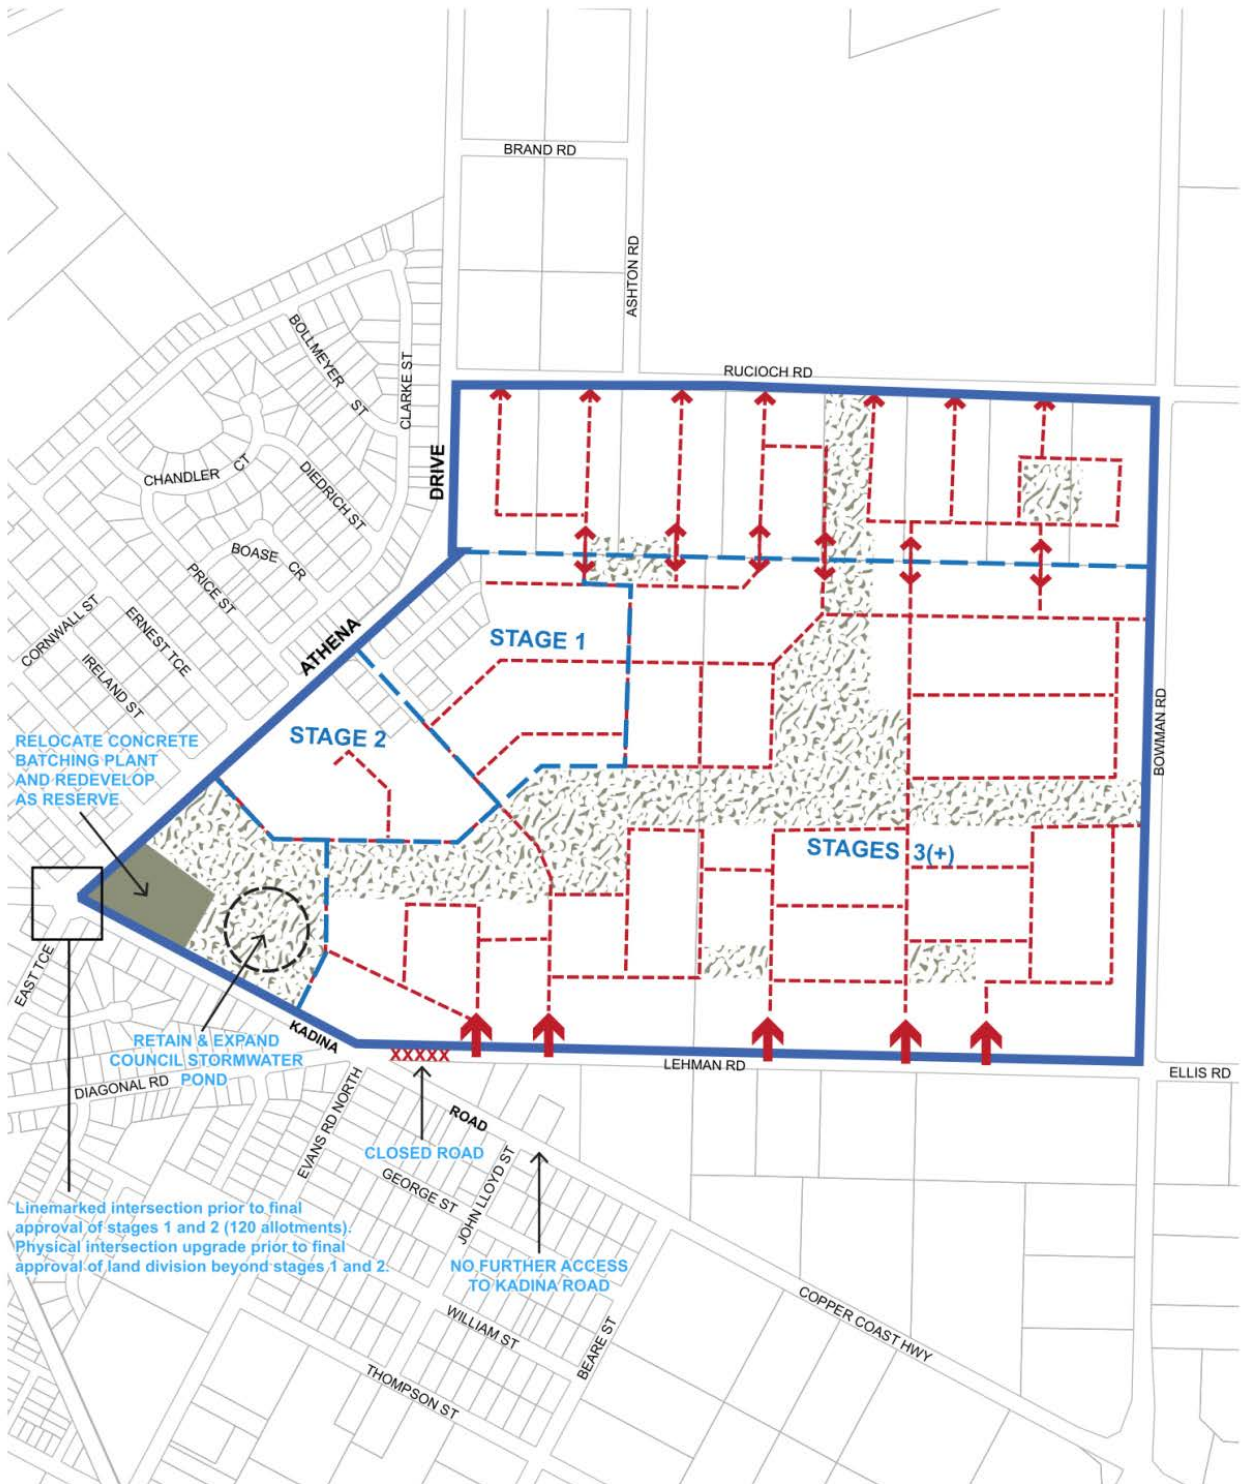 BRAND RD
ASHTON RD
BOLLMEYER ST
CLARKE ST
RUCIOCH RD
DRIVE
CHANDLER CT
DIEDRICH ST
BOASE CR
PRICE ST
CORNWALL ST
ERNEST TCE
IRELAND ST
ATHENA
STAGE 1
STAGE 2
BOWMAN RD
RELOCATE CONCRETE
BATCHING PLANT
AND REDEVELOP
AS RESERVE
STAGES 3(+)
EAST TCE
KADINA
RETAIN & EXPAND
COUNCIL STORMWATER
POND
XXXXX
LEHMAN RD
ELLIS RD
DIAGONAL RD
EVANS RD NORTH
ROAD
CLOSED ROAD
GEORGE ST
JOHN LLOYD ST
Linemarked intersection prior to final
approval of stages 1 and 2 (120 allotments).
Physical intersection upgrade prior to final
approval of land division beyond stages 1 and 2.
NO FURTHER ACCESS
TO KADINA ROAD
COPPER COAST HWY
WILLIAM ST
BEARE ST
THOMPSON ST